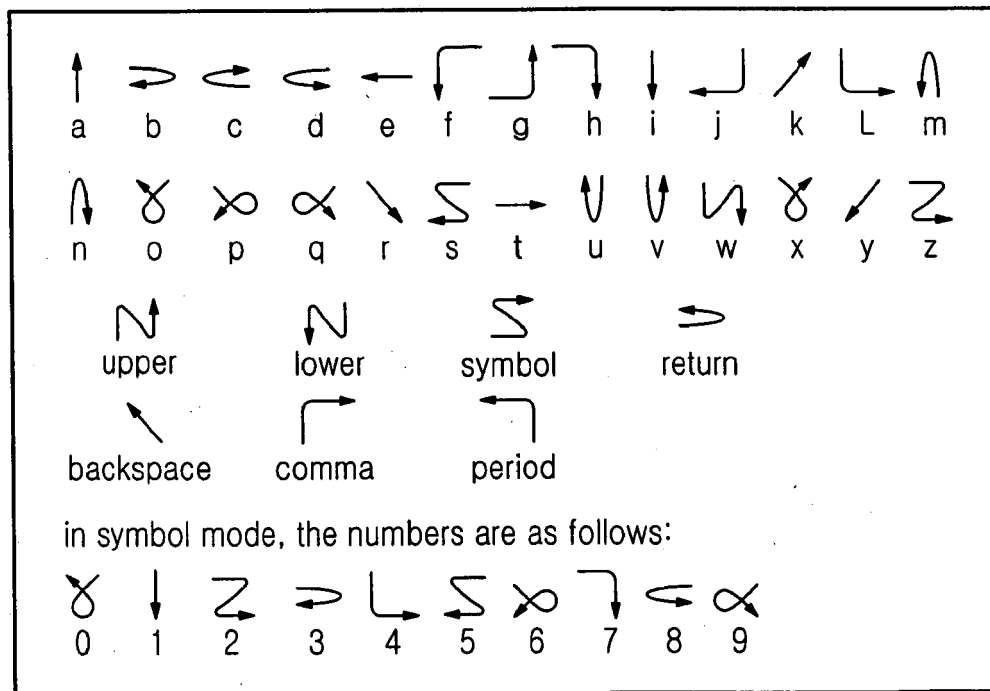 a b c d e f g h i j k L m
n o p q r s t u v w x y z
upper lower symbol return
backspace comma period
in symbol mode, the numbers are as follows:
0 1 2 3 4 5 6 7 8 9